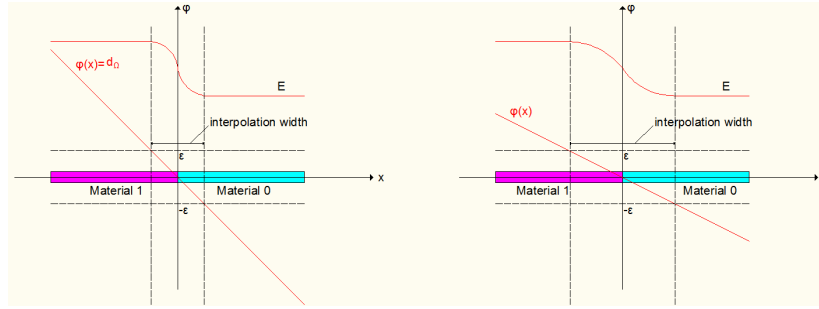 φ
φ(x)=dΩ
E
interpolation width
ε
Material 1
Material 0
x
-ε
φ
φ(x)
E
interpolation width
ε
Material 1
Material 0
-ε